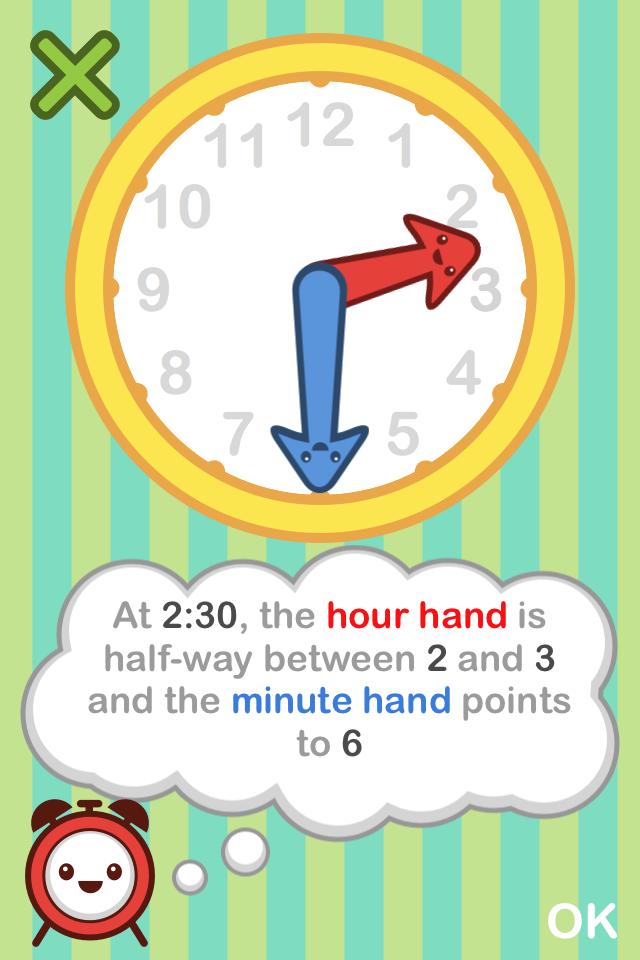 12
11 1
10 2
9 3
8 4
7 5
At 2:30, the hour hand is
half-way between 2 and 3
and the minute hand points
to 6
OK